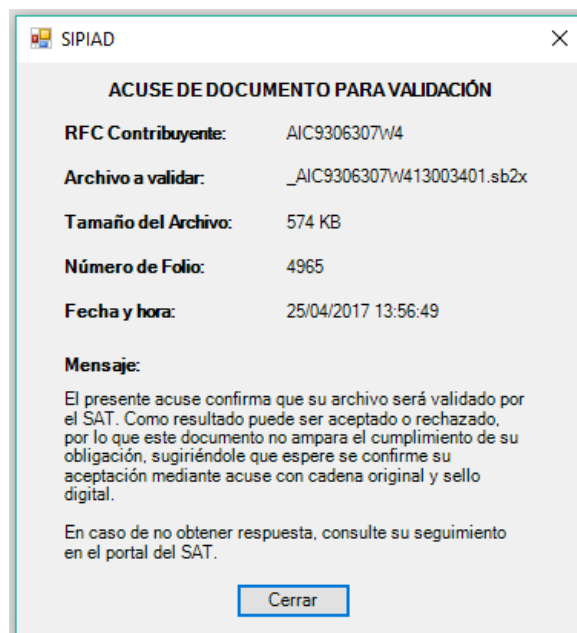 SIPIAD
ACUSE DE DOCUMENTO PARA VALIDACIÓN
RFC Contribuyente: AIC9306307W4
Archivo a validar: _AIC9306307W413003401.sb2x
Tamaño del Archivo: 574 KB
Número de Folio: 4965
Fecha y hora: 25/04/2017 13:56:49
Mensaje:
El presente acuse confirma que su archivo será validado por
el SAT. Como resultado puede ser aceptado o rechazado,
por lo que este documento no ampara el cumplimiento de su
obligación, sugiriéndole que espere se confirme su
aceptación mediante acuse con cadena original y sello
digital.
En caso de no obtener respuesta, consulte su seguimiento
en el portal del SAT.
Cerrar